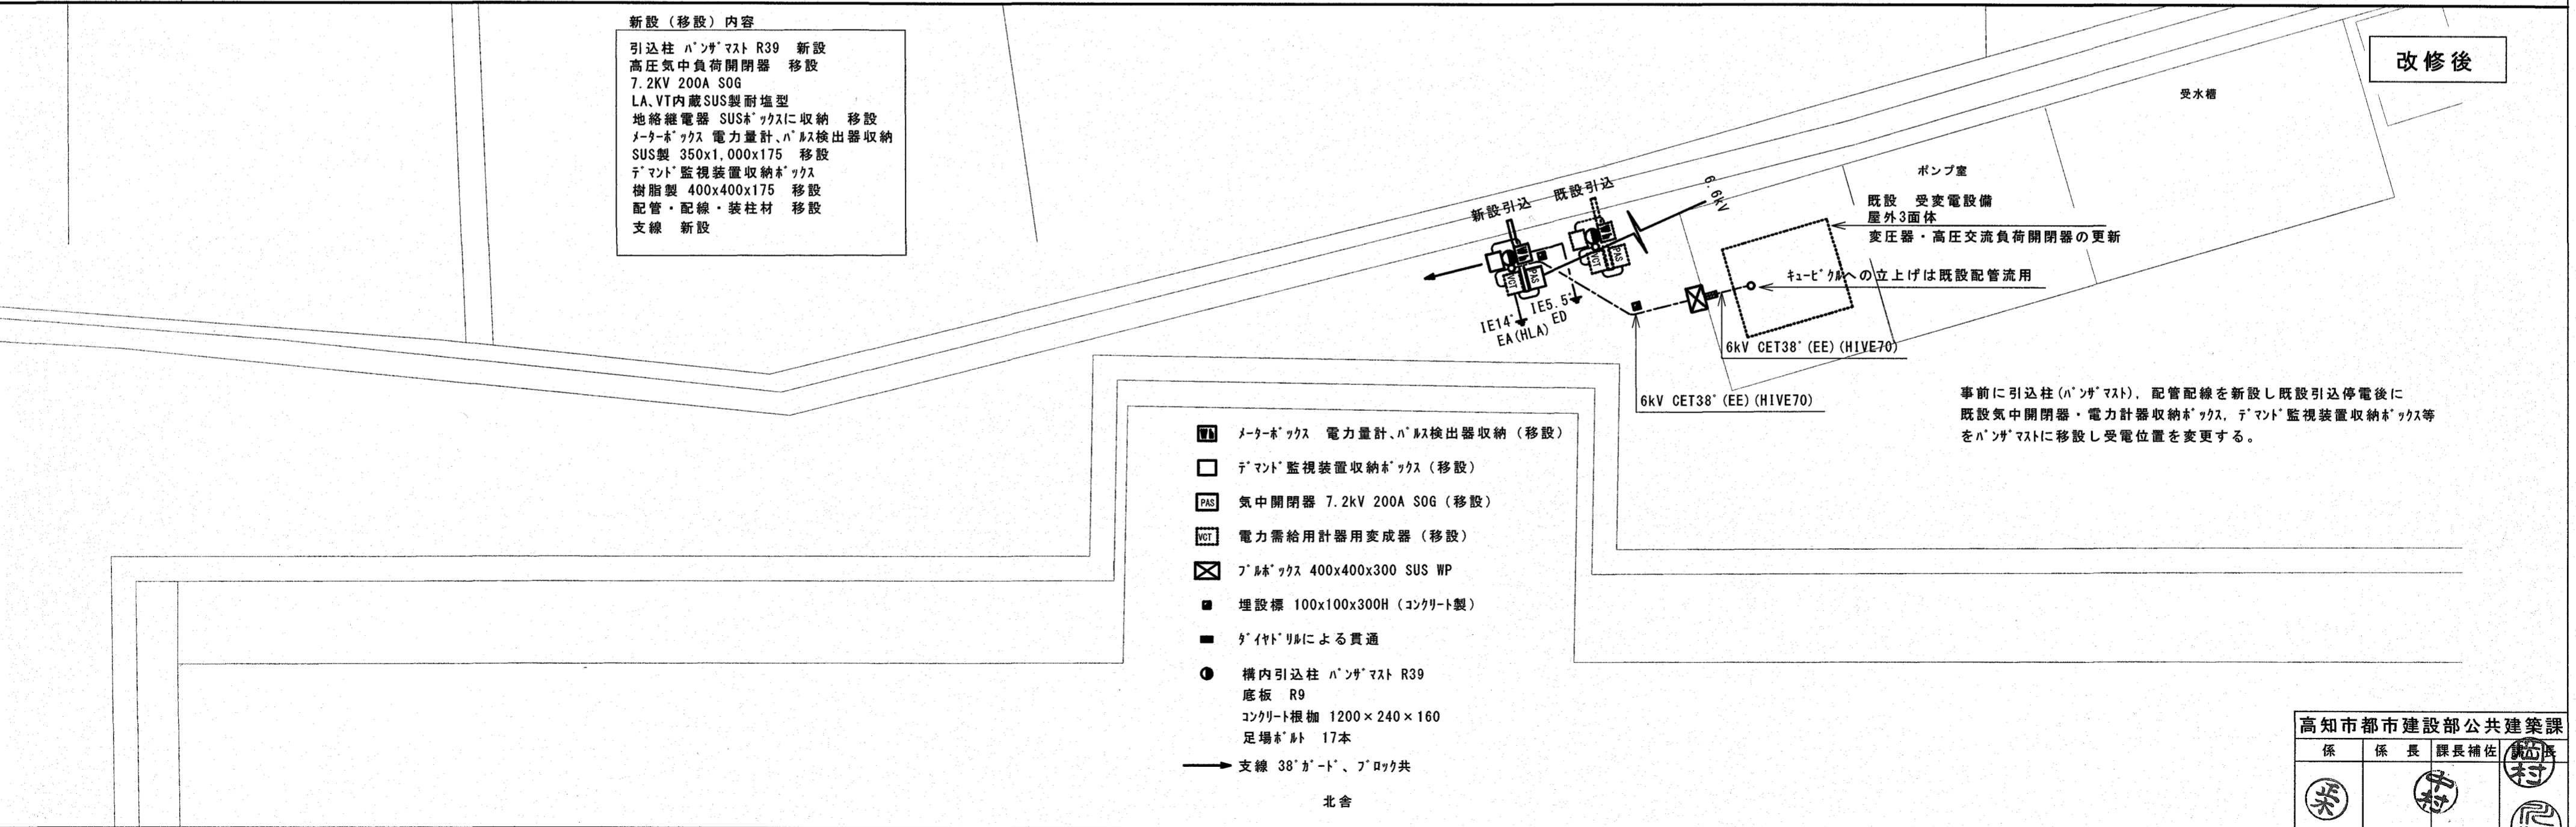 新設（移設）内容
引込柱 ﾊﾟﾝｻﾞﾏｽﾄ R39 新設
高圧気中負荷開閉器 移設
7.2KV 200A SOG
LA､VT内蔵SUS製耐塩型
地絡継電器 SUSﾎﾞｯｸｽに収納 移設
ﾒｰﾀｰﾎﾞｯｸｽ 電力量計､ﾊﾟﾙｽ検出器収納
SUS製 350x1,000x175 移設
ﾃﾞﾏﾝﾄﾞ監視装置収納ﾎﾞｯｸｽ
樹脂製 400x400x175 移設
配管・配線・装柱材 移設
支線 新設
改修後
受水槽
ポンプ室
既設 受変電設備
屋外3面体
変圧器・高圧交流負荷開閉器の更新
ｷｭｰﾋﾞｸﾙへの立上げは既設配管流用
6.6kV
既設引込
新設引込
VCT
PAS
VCT
PAS
IE5.5ﾟ
ED
IE14ﾟ
EA(HLA)
6kV CET38ﾟ(EE)(HIVE70)
6kV CET38ﾟ(EE)(HIVE70)
事前に引込柱(ﾊﾟﾝｻﾞﾏｽﾄ)，配管配線を新設し既設引込停電後に
既設気中開閉器・電力計器収納ﾎﾞｯｸｽ，ﾃﾞﾏﾝﾄﾞ監視装置収納ﾎﾞｯｸｽ等
をﾊﾟﾝｻﾞﾏｽﾄに移設し受電位置を変更する。
ﾒｰﾀｰﾎﾞｯｸｽ 電力量計､ﾊﾟﾙｽ検出器収納（移設）
ﾃﾞﾏﾝﾄﾞ監視装置収納ﾎﾞｯｸｽ（移設）
PAS 気中開閉器 7.2kV 200A SOG（移設）
VCT 電力需給用計器用変成器（移設）
ﾌﾟﾙﾎﾞｯｸｽ 400x400x300 SUS WP
埋設標 100x100x300H（ｺﾝｸﾘｰﾄ製）
ﾀﾞｲﾔﾄﾞﾘﾙによる貫通
構内引込柱 ﾊﾟﾝｻﾞﾏｽﾄ R39
底板 R9
ｺﾝｸﾘｰﾄ根枷 1200×240×160
足場ﾎﾞﾙﾄ 17本
支線 38ﾟｶﾞｰﾄﾞ、ﾌﾞﾛｯｸ共
北舎
高知市都市建設部公共建築課
係 係長 課長補佐 課長